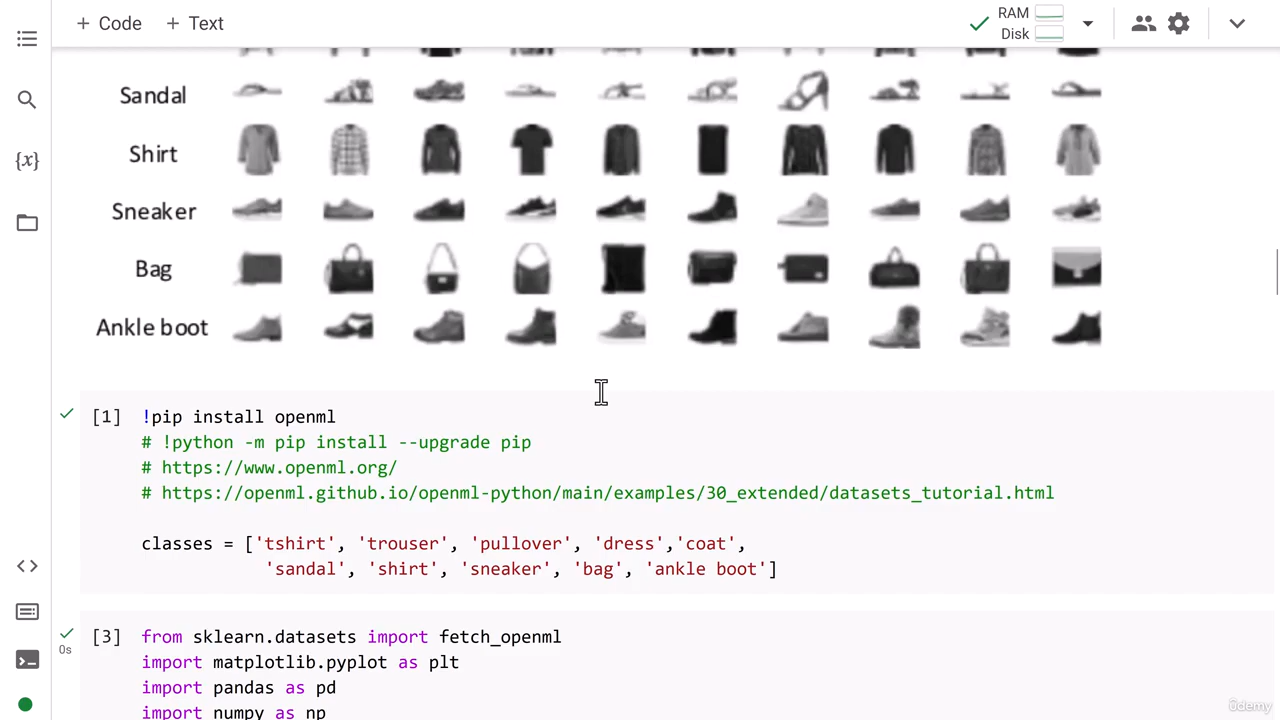 + Code + Text
RAM
Disk
Sandal
Shirt
Sneaker
Bag
Ankle boot
[1] !pip install openml
# !python -m pip install --upgrade pip
# https://www.openml.org/
# https://openml.github.io/openml-python/main/examples/30_extended/datasets_tutorial.html
classes = ['tshirt', 'trouser', 'pullover', 'dress','coat',
'sandal', 'shirt', 'sneaker', 'bag', 'ankle boot']
[3] from sklearn.datasets import fetch_openml
0s
import matplotlib.pyplot as plt
import pandas as pd
import numpy as np
ûdemy